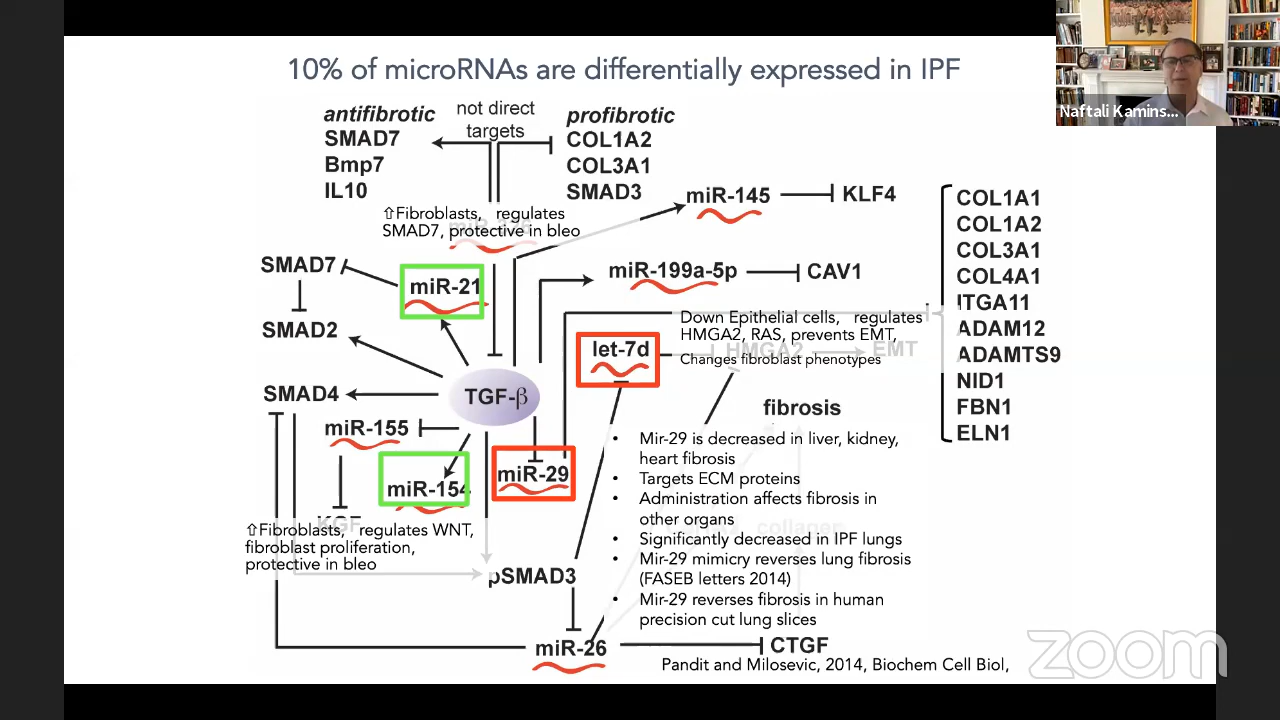 10% of microRNAs are differentially expressed in IPF
Naftali Kamins...
antifibrotic
SMAD7
Bmp7
IL10
not direct
targets
profibrotic
COL1A2
COL3A1
SMAD3
⇧Fibroblasts, regulates
SMAD7, protective in bleo
miR-145
KLF4
SMAD7
miR-21
miR-199a-5p
CAV1
SMAD2
Down Epithelial cells, regulates
HMGA2, RAS, prevents EMT,
let-7d
HMGA2
EMT
Changes fibroblast phenotypes
COL1A1
COL1A2
COL3A1
COL4A1
ITGA11
ADAM12
ADAMTS9
NID1
FBN1
ELN1
SMAD4
TGF-β
miR-155
miR-154
miR-29
KGF
⇧Fibroblasts, regulates WNT,
fibroblast proliferation,
protective in bleo
fibrosis
• Mir-29 is decreased in liver, kidney,
heart fibrosis
• Targets ECM proteins
• Administration affects fibrosis in
other organs
• Significantly decreased in IPF lungs
• Mir-29 mimicry reverses lung fibrosis
(FASEB letters 2014)
• Mir-29 reverses fibrosis in human
precision cut lung slices
collagen
pSMAD3
miR-26
CTGF
Pandit and Milosevic, 2014, Biochem Cell Biol,
zoom